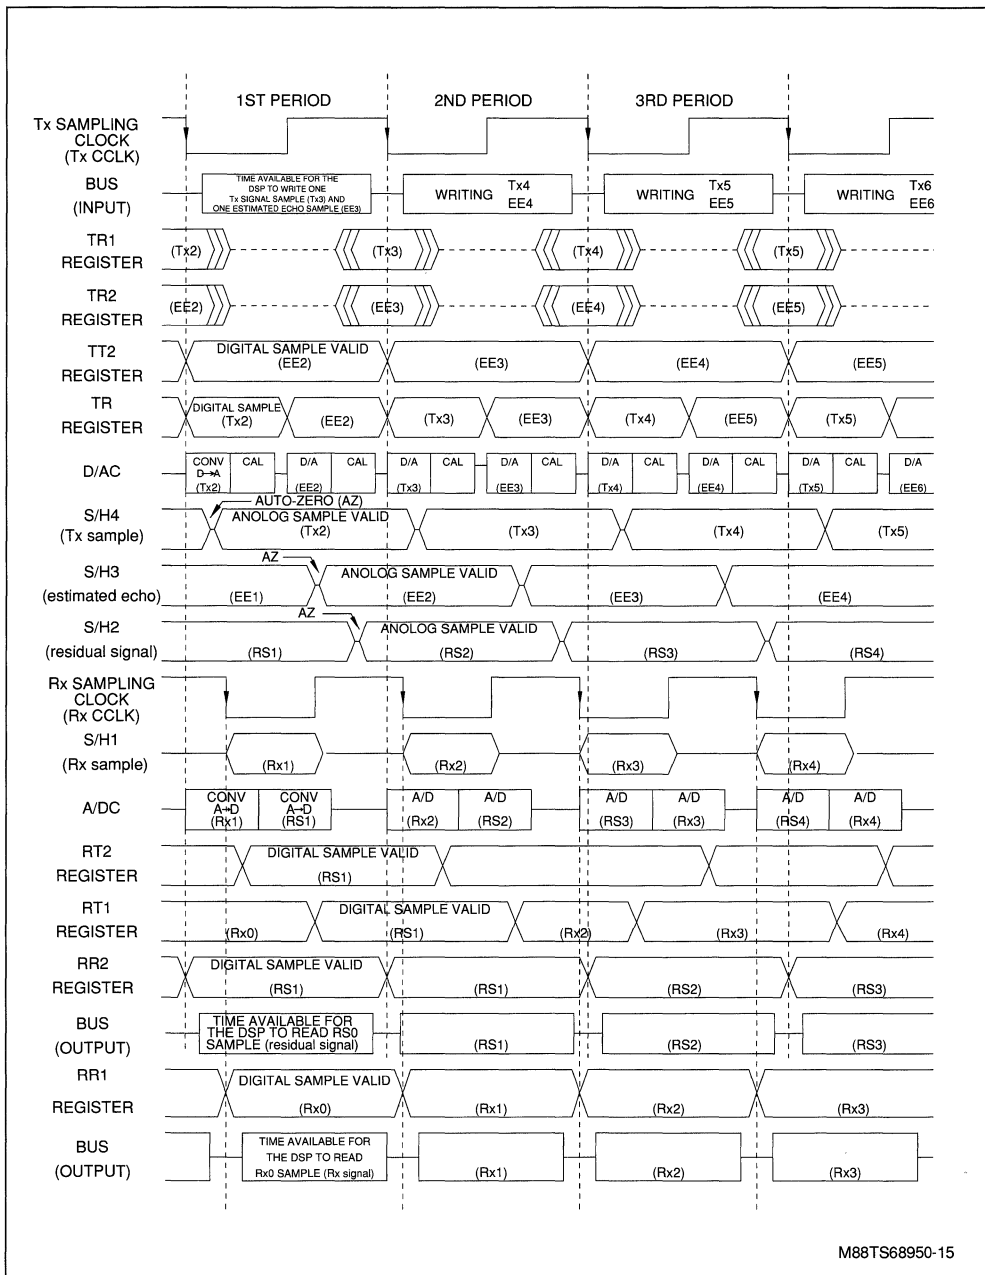 1ST PERIOD 2ND PERIOD 3RD PERIOD
Tx SAMPLING
CLOCK
(Tx CCLK)
BUS
(INPUT)
TIME AVAILABLE FOR THE
DSP TO WRITE ONE
Tx SIGNAL SAMPLE (Tx3) AND
ONE ESTIMATED ECHO SAMPLE (EE3)
WRITING Tx4
EE4
WRITING Tx5
EE5
WRITING Tx6
EE6
TR1
REGISTER
(Tx2) (Tx3) (Tx4) (Tx5)
TR2
REGISTER
(EE2) (EE3) (EE4) (EE5)
TT2
REGISTER
DIGITAL SAMPLE VALID
(EE2) (EE3) (EE4) (EE5)
TR
REGISTER
DIGITAL SAMPLE
(Tx2) (EE2) (Tx3) (EE3) (Tx4) (EE5) (Tx5)
D/AC
CONV CAL D/A CAL D/A CAL D/A CAL D/A CAL D/A CAL D/A CAL D/A
D→A
(Tx2) (EE2) (Tx3) (EE3) (Tx4) (EE4) (Tx5) (EE6)
AUTO-ZERO (AZ)
S/H4
(Tx sample)
ANOLOG SAMPLE VALID
(Tx2) (Tx3) (Tx4) (Tx5)
AZ
S/H3
(estimated echo)
ANOLOG SAMPLE VALID
(EE1) (EE2) (EE3) (EE4)
AZ
S/H2
(residual signal)
ANOLOG SAMPLE VALID
(RS1) (RS2) (RS3) (RS4)
Rx SAMPLING
CLOCK
(Rx CCLK)
S/H1
(Rx sample)
(Rx1) (Rx2) (Rx3) (Rx4)
A/DC
CONV CONV A/D A/D A/D A/D A/D A/D
A→D A→D
(Rx1) (RS1) (Rx2) (RS2) (RS3) (Rx3) (RS4) (Rx4)
RT2
REGISTER
DIGITAL SAMPLE VALID
(RS1)
RT1
REGISTER
DIGITAL SAMPLE VALID
(Rx0) (RS1) (Rx2) (Rx3) (Rx4)
RR2
REGISTER
DIGITAL SAMPLE VALID
(RS1) (RS1) (RS2) (RS3)
BUS
(OUTPUT)
TIME AVAILABLE FOR
THE DSP TO READ RS0
SAMPLE (residual signal)
(RS1) (RS2) (RS3)
RR1
REGISTER
DIGITAL SAMPLE VALID
(Rx0) (Rx1) (Rx2) (Rx3)
BUS
(OUTPUT)
TIME AVAILABLE FOR
THE DSP TO READ
Rx0 SAMPLE (Rx signal)
(Rx1) (Rx2) (Rx3)
M88TS68950-15